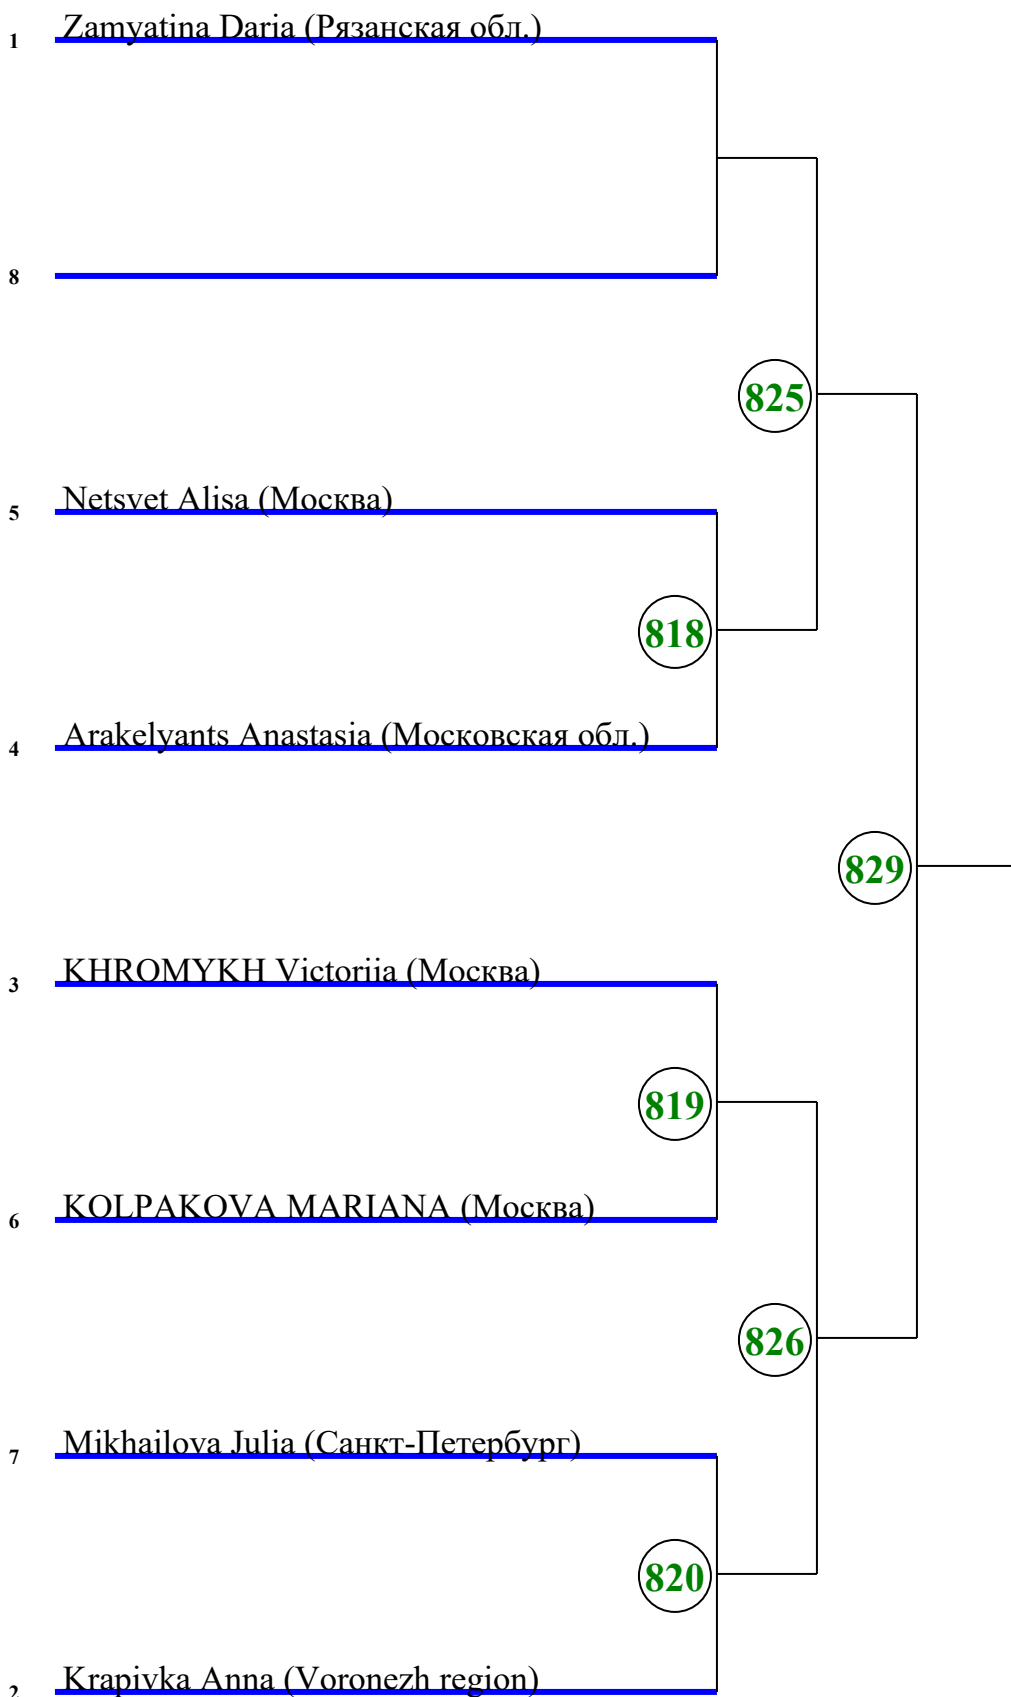 1 Zamyatina Daria (Рязанская обл.)
8
825
5 Netsvet Alisa (Москва)
818
4 Arakelyants Anastasia (Московская обл.)
829
3 KHROMYKH Victoriia (Москва)
819
6 KOLPAKOVA MARIANA (Москва)
826
7 Mikhailova Julia (Санкт-Петербург)
820
2 Krapivka Anna (Voronezh region)